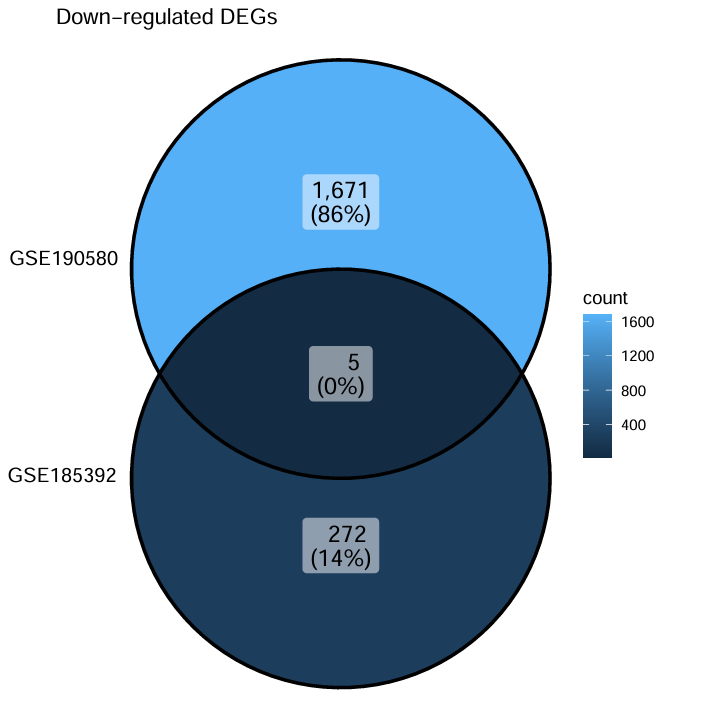 Down-regulated DEGs
1,671
(86%)
GSE190580
count
1600
1200
800
400
5
(0%)
GSE185392
272
(14%)